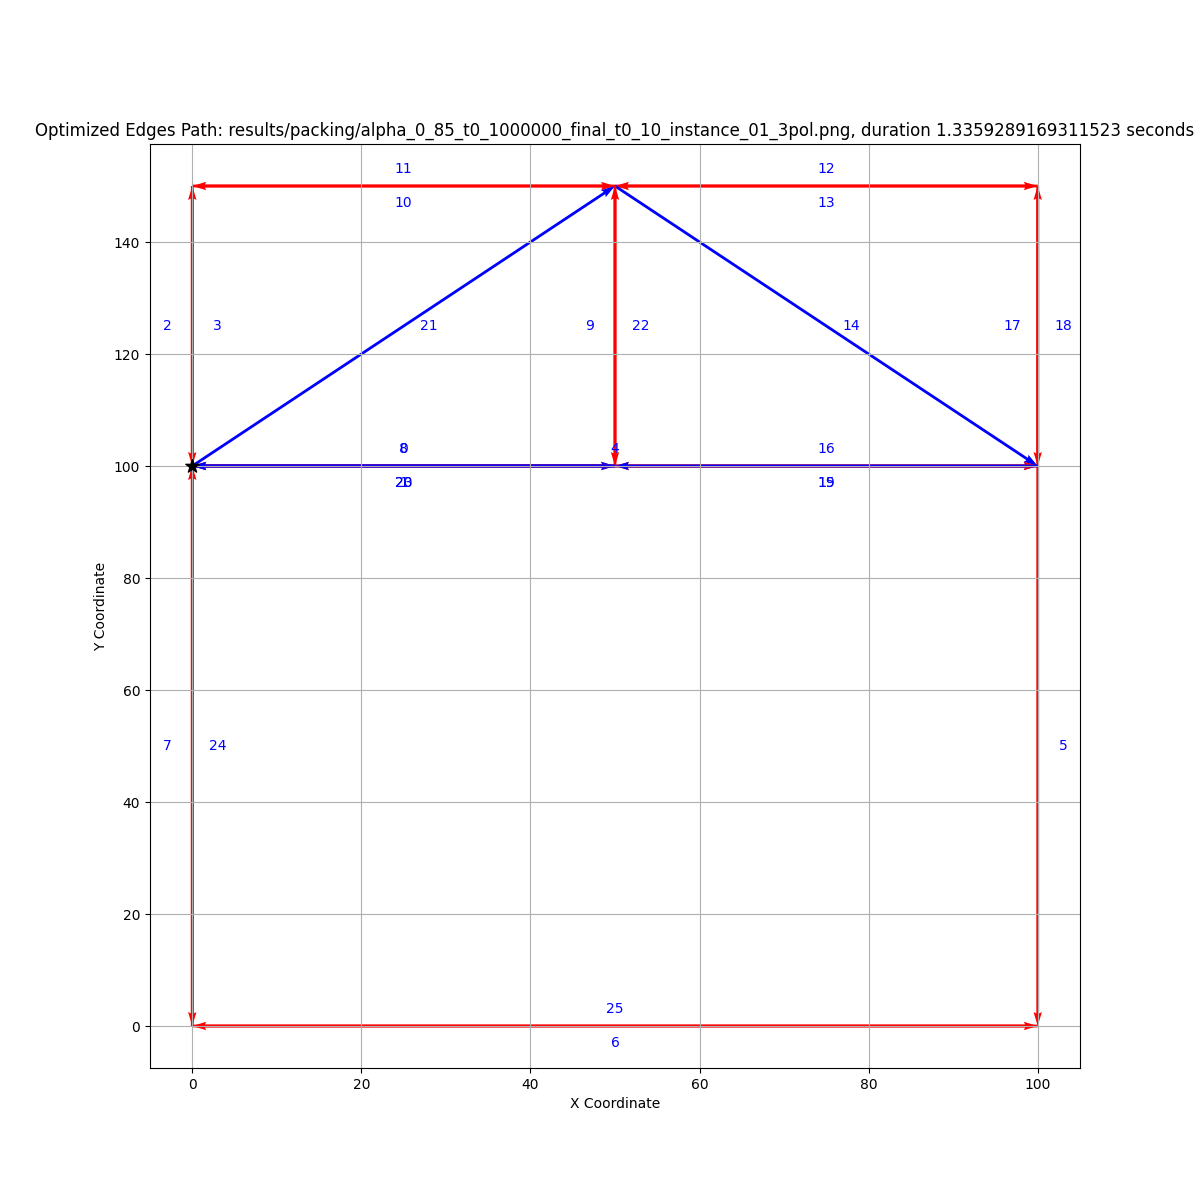 Optimized Edges Path: results/packing/alpha_0_85_t0_1000000_final_t0_10_instance_01_3pol.png, duration 1.3359289169311523 seconds
11 12
10 13
140
2 3 21 9 22 14 17 18
120
4 16
100
80
Y Coordinate
60
7 24 5
40
20
25
0
6
0 20 40 60 80 100
X Coordinate